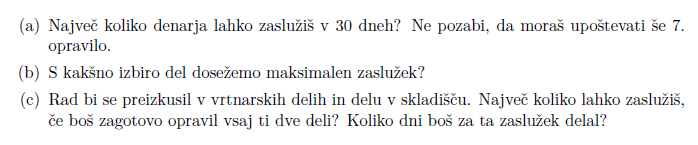 (a) Največ koliko denarja lahko zaslužiš v 30 dneh? Ne pozabi, da moraš upoštevati še 7.
opravilo.
(b) S kakšno izbiro del dosežemo maksimalen zaslužek?
(c) Rad bi se preizkusil v vrtnarskih delih in delu v skladišču. Največ koliko lahko zaslužiš,
če boš zagotovo opravil vsaj ti dve deli? Koliko dni boš za ta zaslužek delal?